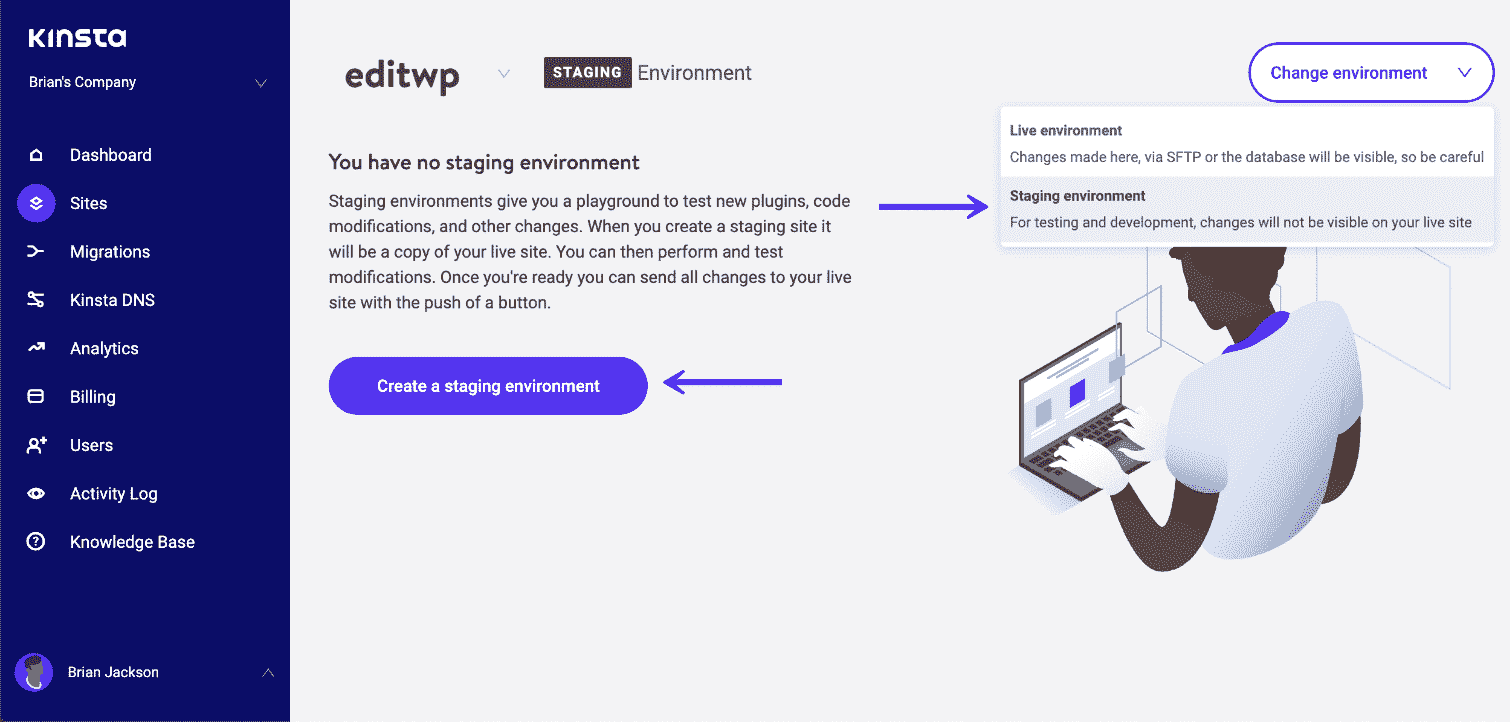 Kinsta
Brian's Company
Dashboard
Sites
Migrations
Kinsta DNS
Analytics
Billing
Users
Activity Log
Knowledge Base
Brian Jackson
editwp
STAGING Environment
Change environment
Live environment
Changes made here, via SFTP or the database will be visible, so be careful
Staging environment
For testing and development, changes will not be visible on your live site
You have no staging environment
Staging environments give you a playground to test new plugins, code
modifications, and other changes. When you create a staging site it
will be a copy of your live site. You can then perform and test
modifications. Once you're ready you can send all changes to your live
site with the push of a button.
Create a staging environment